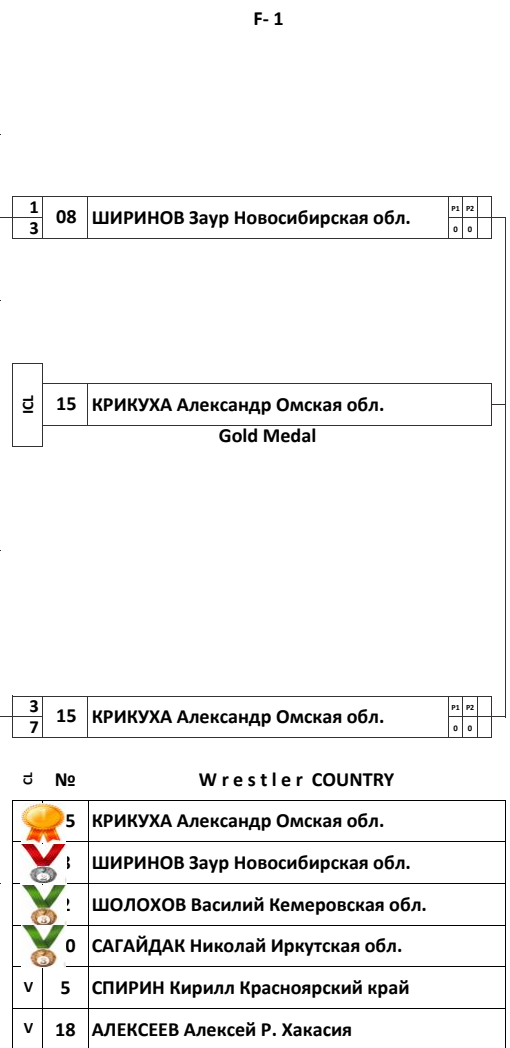 F- 1
1
3
08 ШИРИНОВ Заур Новосибирская обл.
P1 P2
0 0
ICL
15 КРИКУХА Александр Омская обл.
Gold Medal
3
7
15 КРИКУХА Александр Омская обл.
P1 P2
0 0
CL № Wrestler COUNTRY
5 КРИКУХА Александр Омская обл.
ШИРИНОВ Заур Новосибирская обл.
ШОЛОХОВ Василий Кемеровская обл.
0 САГАЙДАК Николай Иркутская обл.
V 5 СПИРИН Кирилл Красноярский край
V 18 АЛЕКСЕЕВ Алексей Р. Хакасия